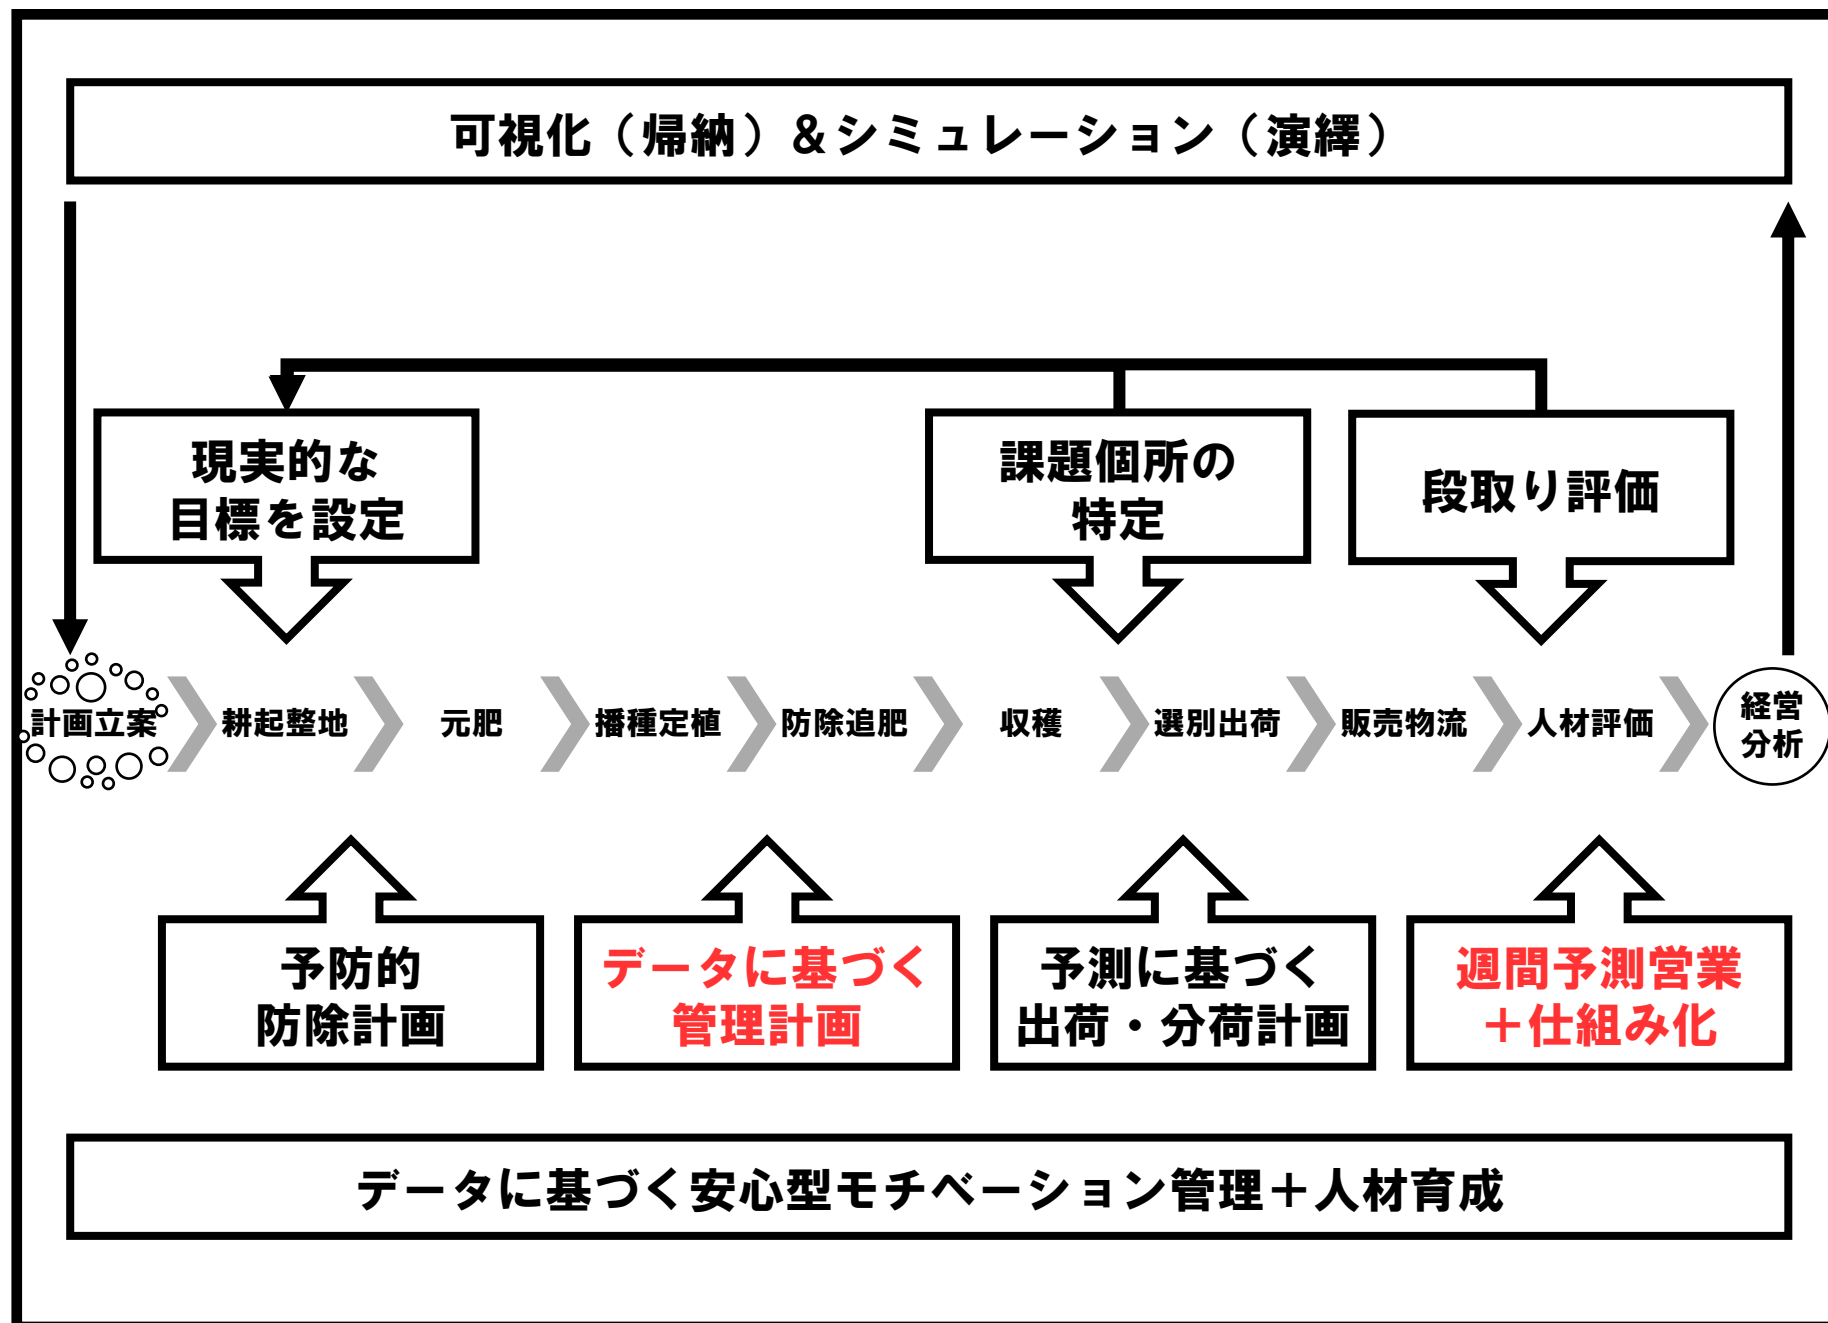 可視化（帰納）＆シミュレーション（演繹）
現実的な
目標を設定
課題個所の
特定
段取り評価
計画立案
耕起整地
元肥
播種定植
防除追肥
収穫
選別出荷
販売物流
人材評価
経営
分析
予防的
防除計画
データに基づく
管理計画
予測に基づく
出荷・分荷計画
週間予測営業
＋仕組み化
データに基づく安心型モチベーション管理＋人材育成